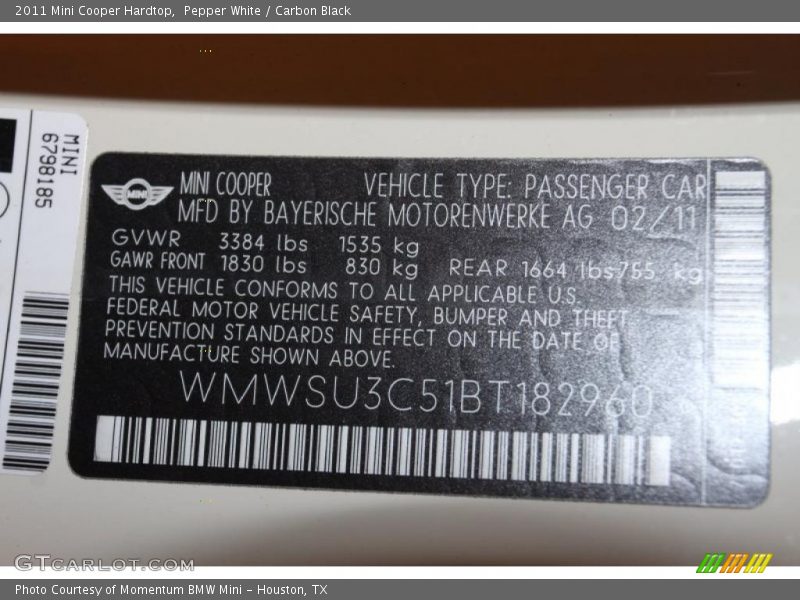 2011 Mini Cooper Hardtop, Pepper White / Carbon Black
MINI
6798185
MINI
MINI COOPER VEHICLE TYPE: PASSENGER CAR
MFD BY BAYERISCHE MOTORENWERKE AG 02/11
GVWR 3384 lbs 1535 kg
GAWR FRONT 1830 lbs 830 kg REAR 1664 lbs755 kg
THIS VEHICLE CONFORMS TO ALL APPLICABLE U.S.
FEDERAL MOTOR VEHICLE SAFETY, BUMPER AND THEFT
PREVENTION STANDARDS IN EFFECT ON THE DATE OF
MANUFACTURE SHOWN ABOVE.
WMWSU3C51BT182960
GTCARLOT.COM
Photo Courtesy of Momentum BMW Mini - Houston, TX